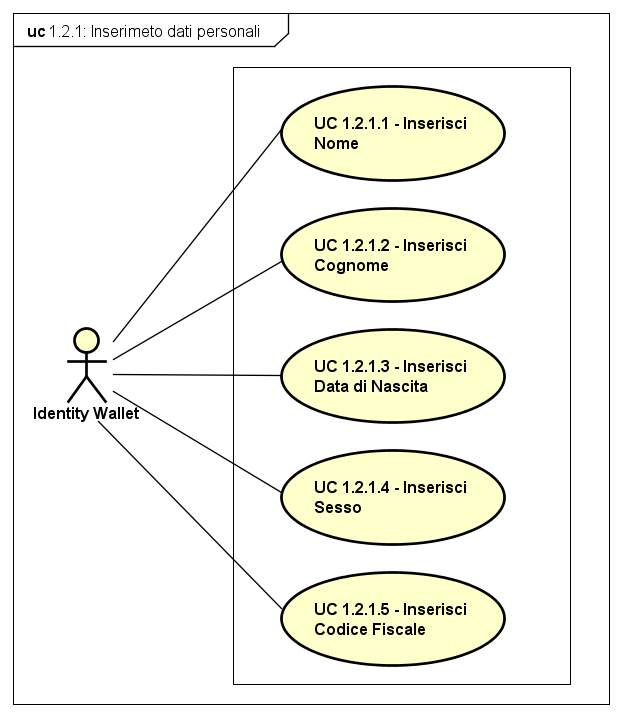 uc 1.2.1: Inserimeto dati personali
UC 1.2.1.1 - Inserisci
Nome
UC 1.2.1.2 - Inserisci
Cognome
UC 1.2.1.3 - Inserisci
Data di Nascita
Identity Wallet
UC 1.2.1.4 - Inserisci
Sesso
UC 1.2.1.5 - Inserisci
Codice Fiscale